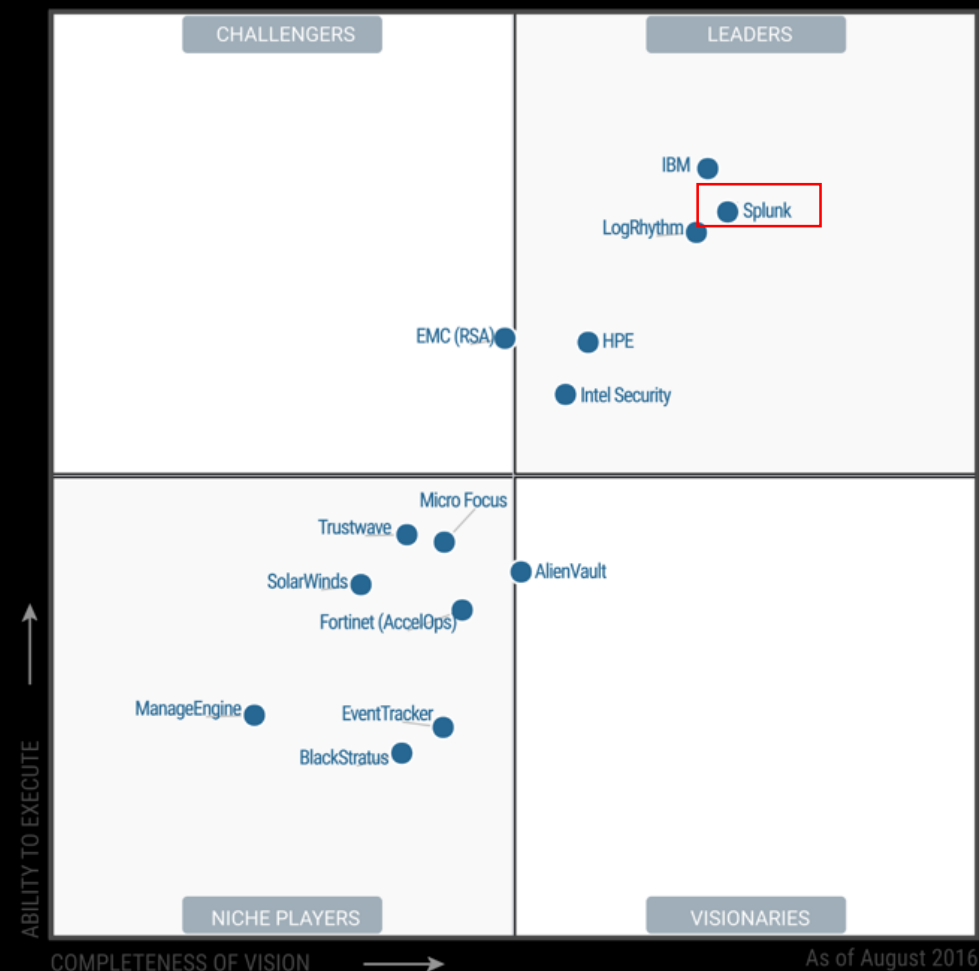 CHALLENGERS
LEADERS
IBM
Splunk
LogRhythm
EMC (RSA)
HPE
Intel Security
Micro Focus
Trustwave
AlienVault
SolarWinds
Fortinet (AccelOps)
ManageEngine
EventTracker
BlackStratus
ABILITY TO EXECUTE
NICHE PLAYERS
VISIONARIES
COMPLETENESS OF VISION
As of August 2016